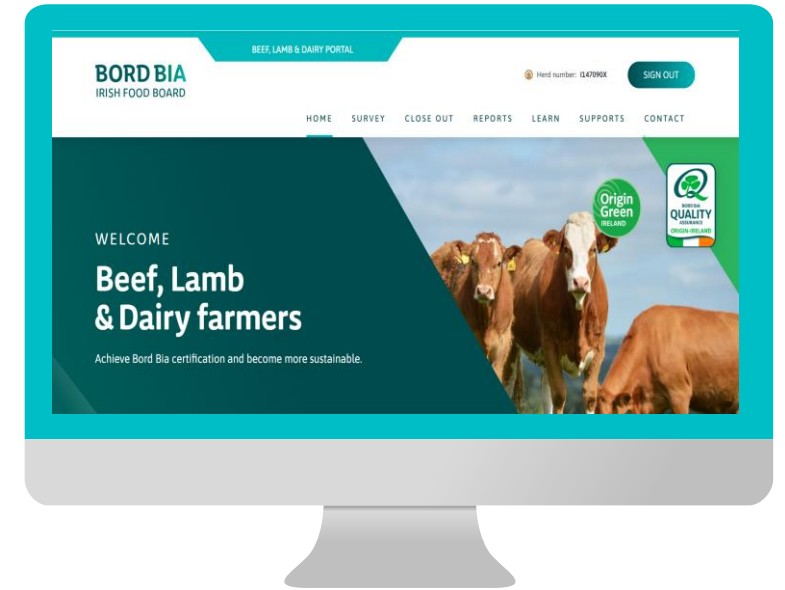 BEEF, LAMB & DAIRY PORTAL
BORD BIA
IRISH FOOD BOARD
Herd number: I147090X
SIGN OUT
HOME SURVEY CLOSE OUT REPORTS LEARN SUPPORTS CONTACT
Origin
Green
IRELAND
BORD BIA
QUALITY
ASSURANCE
ORIGIN-IRELAND
WELCOME
Beef, Lamb
& Dairy farmers
Achieve Bord Bia certification and become more sustainable.